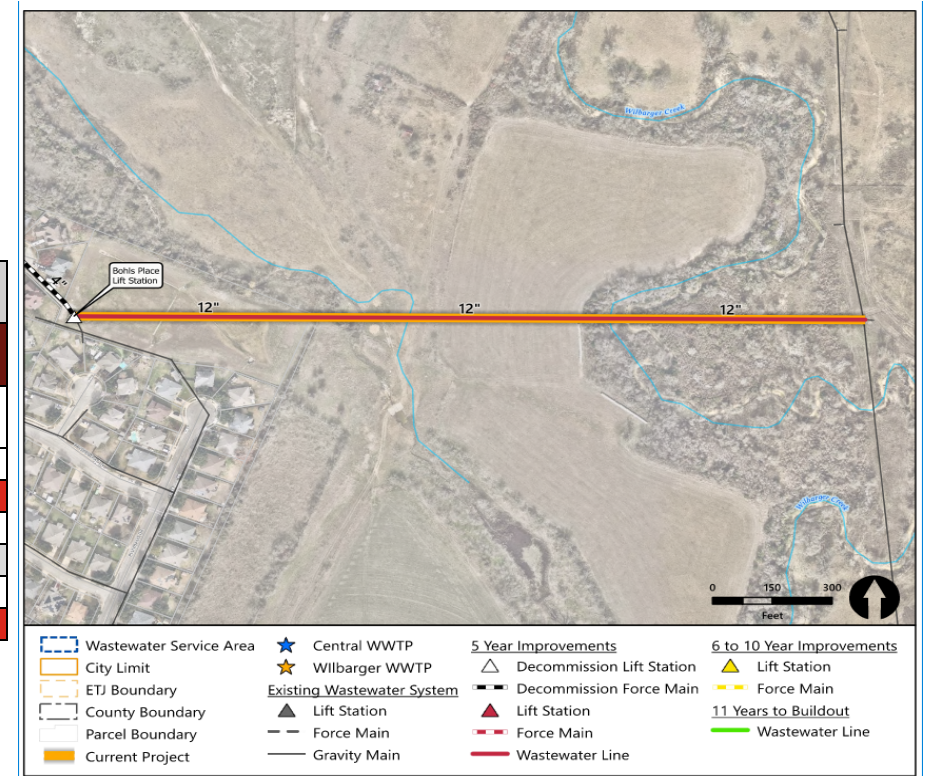 Wilbarger Creek
Bohls Place
Lift Station
4"
12"
12"
12"
Wilbarger Creek
0 150 300
Feet
Wastewater Service Area
City Limit
ETJ Boundary
County Boundary
Parcel Boundary
Current Project
Central WWTP
WIlbarger WWTP
Existing Wastewater System
Lift Station
Force Main
Gravity Main
5 Year Improvements
Decommission Lift Station
Decommission Force Main
Lift Station
Force Main
Wastewater Line
6 to 10 Year Improvements
Lift Station
Force Main
11 Years to Buildout
Wastewater Line